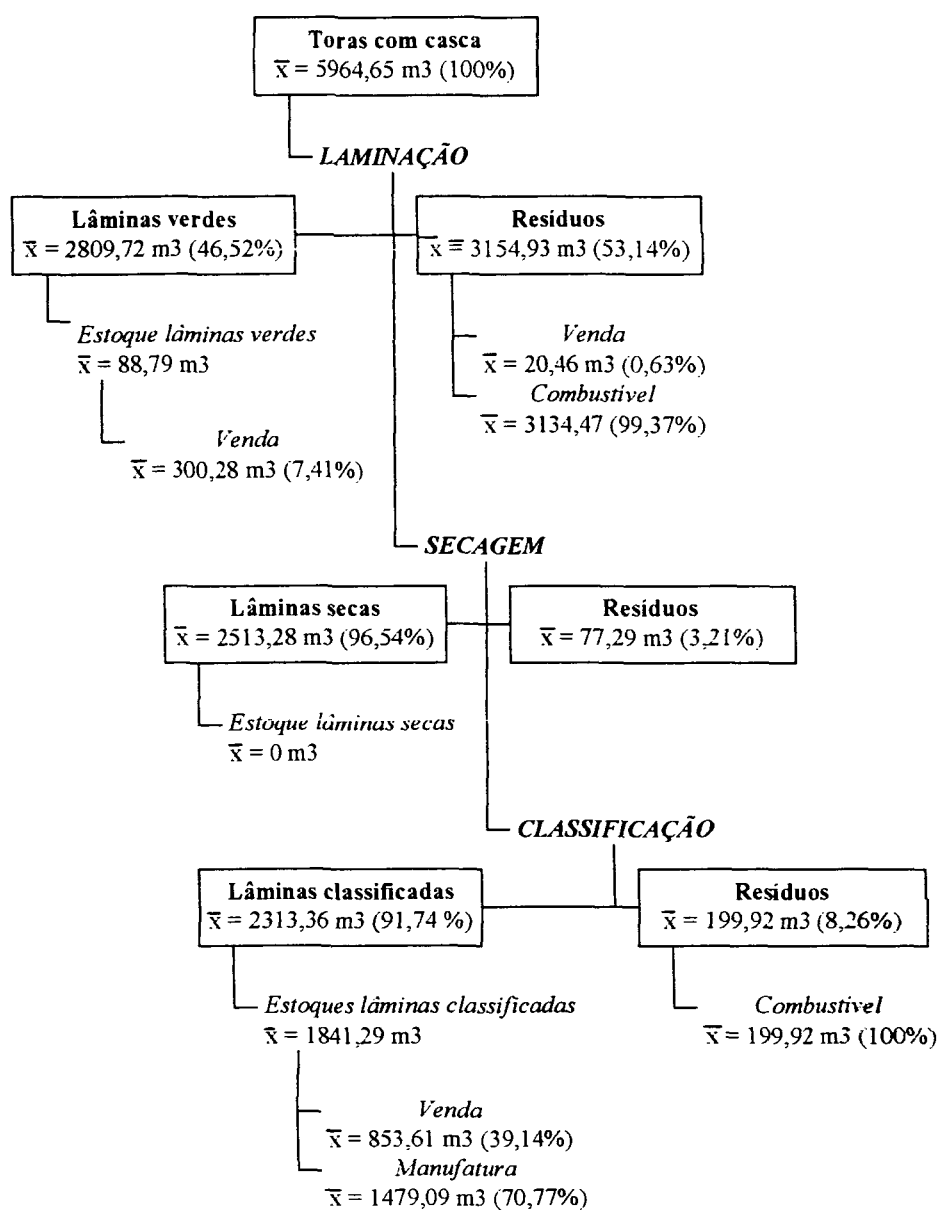 Toras com casca
x̅ = 5964,65 m3 (100%)
LAMINAÇÃO
Lâminas verdes
x̅ = 2809,72 m3 (46,52%)
Resíduos
x̅ = 3154,93 m3 (53,14%)
Estoque lâminas verdes
x̅ = 88,79 m3
Venda
x̅ = 300,28 m3 (7,41%)
Venda
x̅ = 20,46 m3 (0,63%)
Combustível
x̅ = 3134,47 (99,37%)
SECAGEM
Lâminas secas
x̅ = 2513,28 m3 (96,54%)
Resíduos
x̅ = 77,29 m3 (3,21%)
Estoque lâminas secas
x̅ = 0 m3
CLASSIFICAÇÃO
Lâminas classificadas
x̅ = 2313,36 m3 (91,74 %)
Resíduos
x̅ = 199,92 m3 (8,26%)
Estoques lâminas classificadas
x̅ = 1841,29 m3
Combustível
x̅ = 199,92 m3 (100%)
Venda
x̅ = 853,61 m3 (39,14%)
Manufatura
x̅ = 1479,09 m3 (70,77%)